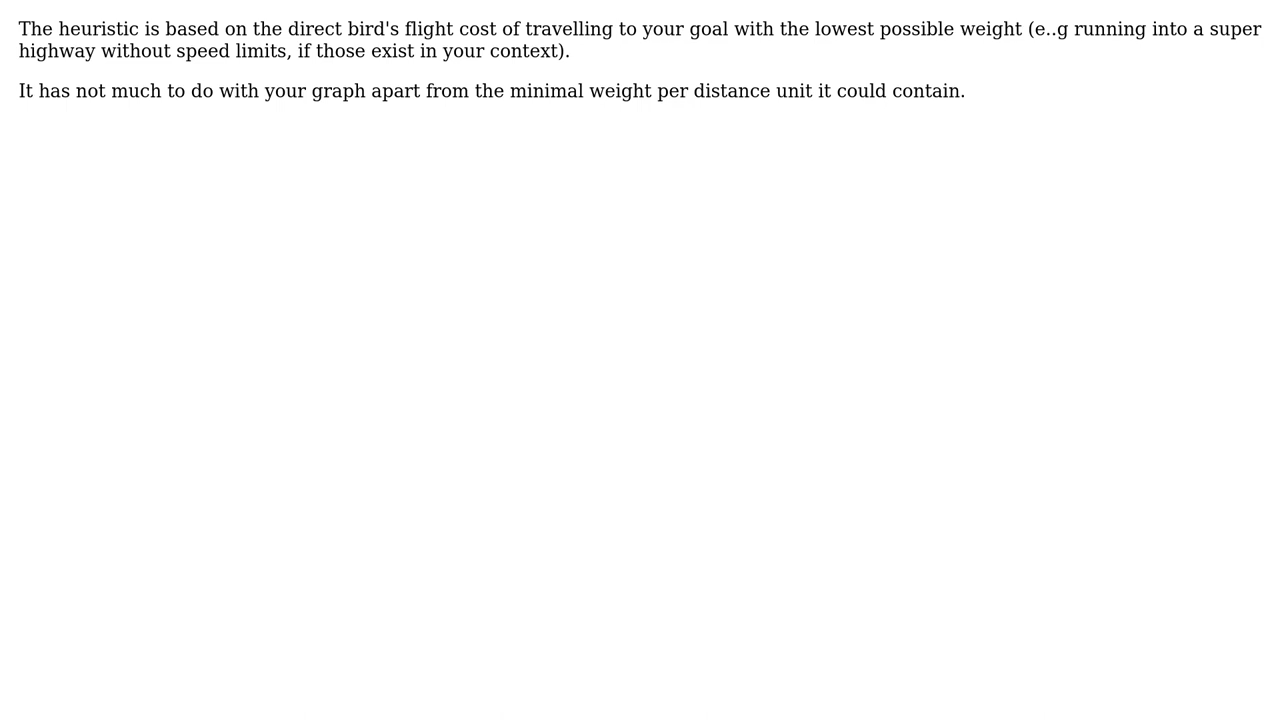 The heuristic is based on the direct bird's flight cost of travelling to your goal with the lowest possible weight (e..g running into a super
highway without speed limits, if those exist in your context).
It has not much to do with your graph apart from the minimal weight per distance unit it could contain.